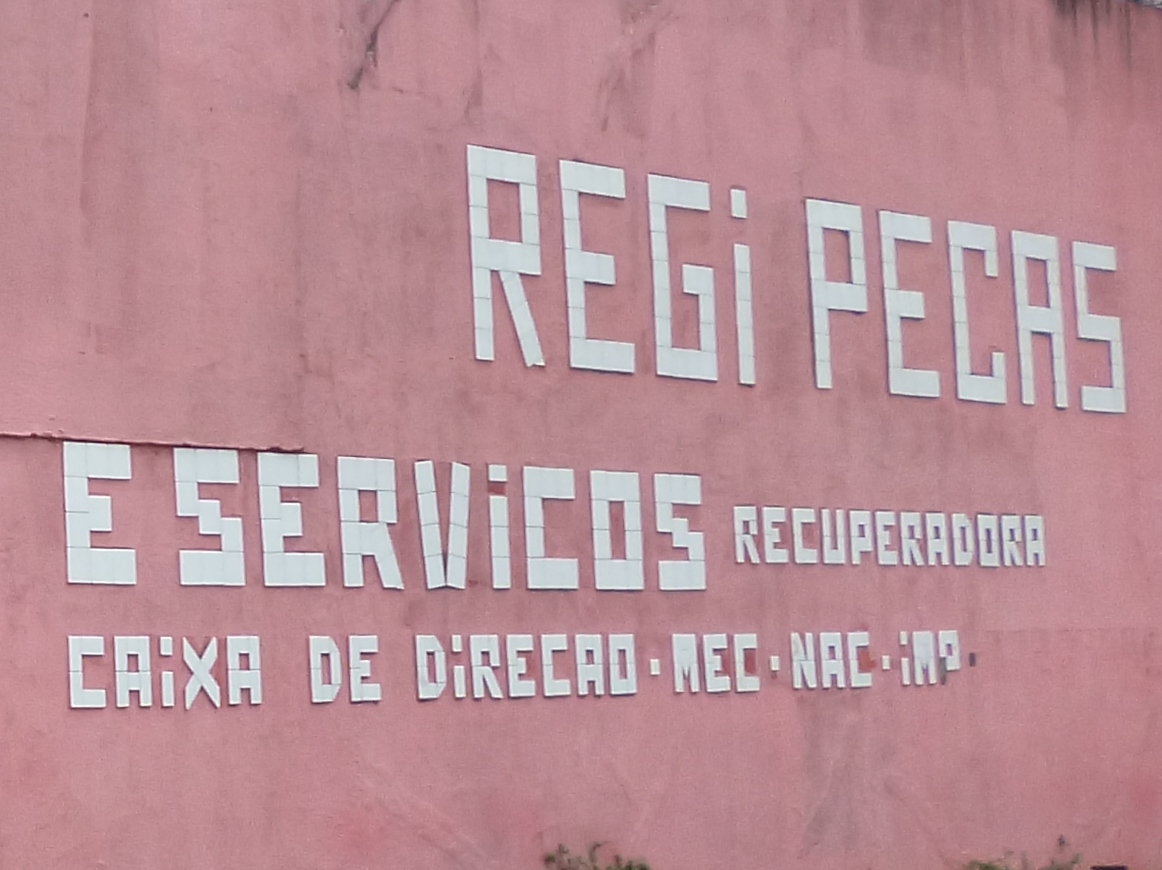 REGi PECAS
E SERViCOS RECUPERADORA
CAiXA DE DiRECAO · MEC · NAC · iMP ·